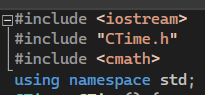 #include <iostream>
#include "CTime.h"
#include <cmath>
using namespace std;